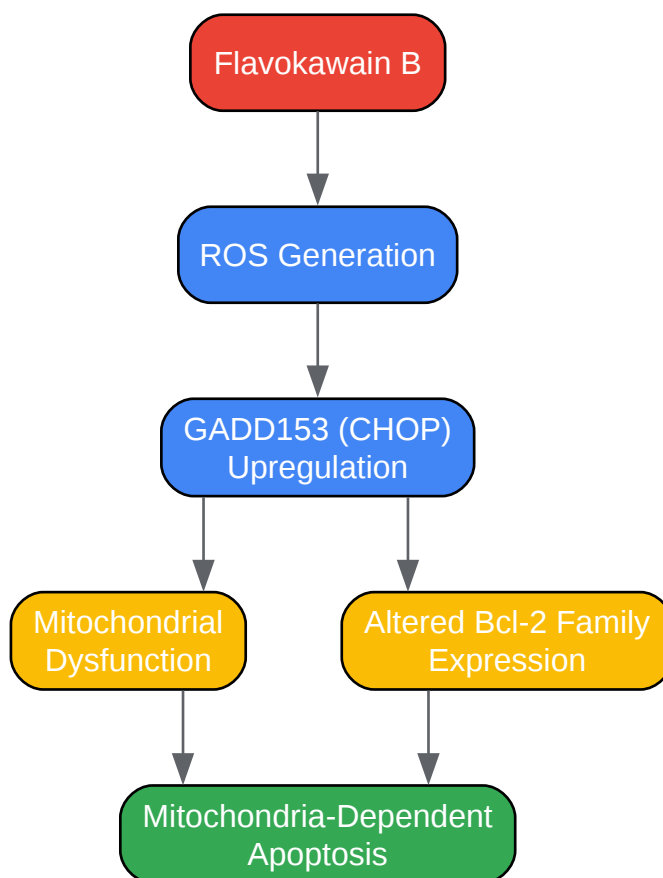 Flavokawain B
ROS Generation
GADD153 (CHOP)
Upregulation
Mitochondrial
Dysfunction
Altered Bcl-2 Family
Expression
Mitochondria-Dependent
Apoptosis